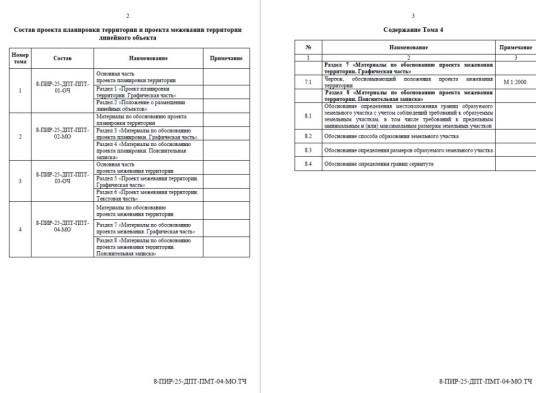 2
Состав проекта планировки территории и проекта межевания территории
линейного объекта
Номер тома Состав Наименование Примечание
1 8-ПИР-25-ДПТ-ППТ-01-ОЧ
Основная часть
проекта планировки территории
Раздел 1 «Проект планировки
территории. Графическая часть»
Раздел 2 «Положение о размещении
линейных объектов»
2 8-ПИР-25-ДПТ-ППТ-02-МО
Материалы по обоснованию проекта
планировки территории
Раздел 3 «Материалы по обоснованию
проекта планировки. Графическая часть».
Раздел 4 «Материалы по обоснованию
проекта планировки. Пояснительная
записка»
3 8-ПИР-25-ДПТ-ППТ-03-ОЧ
Основная часть
проекта межевания территории
Раздел 5 «Проект межевания территории.
Графическая часть»
Раздел 6 «Проект межевания территории.
Текстовая часть»
4 8-ПИР-25-ДПТ-ППТ-04-МО
Материалы по обоснованию
проекта межевания территории
Раздел 7 «Материалы по обоснованию
проекта межевания. Графическая часть»
Раздел 8 «Материалы по обоснованию
проекта межевания территории.
Пояснительная записка»
8-ПИР-25-ДПТ-ПМТ-04-МО.ТЧ
3
Содержание Тома 4
№ Наименование Примечание
1 2 3
Раздел 7 «Материалы по обоснованию проекта межевания
территории. Графическая часть»
7.1 Чертеж, обосновывающий положения проекта межевания
территории М 1:2000
Раздел 8 «Материалы по обоснованию проекта межевания
территории. Пояснительная записка»
8.1 Обоснование определения местоположения границ образуемого
земельного участка с учетом соблюдения требований к образуемым
земельным участкам, в том числе требований к предельным
минимальным и (или) максимальным размерам земельных участков
8.2 Обоснование способа образования земельного участка
8.3 Обоснование определения размеров образуемого земельного участка
8.4 Обоснование определения границ сервитута
8-ПИР-25-ДПТ-ПМТ-04-МО.ТЧ